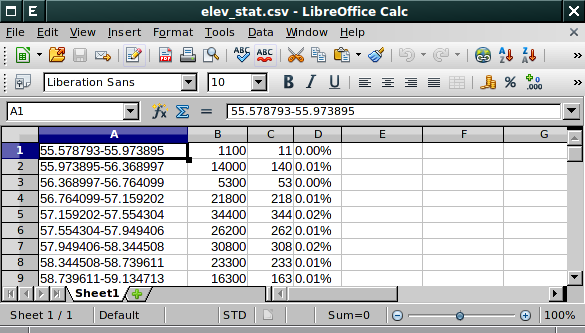 elev_stat.csv - LibreOffice Calc
File Edit View Insert Format Tools Data Window Help
ABC ABC A Z Z A
Liberation Sans 10 B I U % +0 .000
A1 fx Σ = 55.578793-55.973895
A B C D E F G
1 55.578793-55.973895 1100 11 0.00%
2 55.973895-56.368997 14000 140 0.01%
3 56.368997-56.764099 5300 53 0.00%
4 56.764099-57.159202 21800 218 0.01%
5 57.159202-57.554304 34400 344 0.02%
6 57.554304-57.949406 26200 262 0.01%
7 57.949406-58.344508 30800 308 0.02%
8 58.344508-58.739611 23300 233 0.01%
9 58.739611-59.134713 16300 163 0.01%
Sheet1
Sheet 1 / 1 Default STD Sum=0 100%